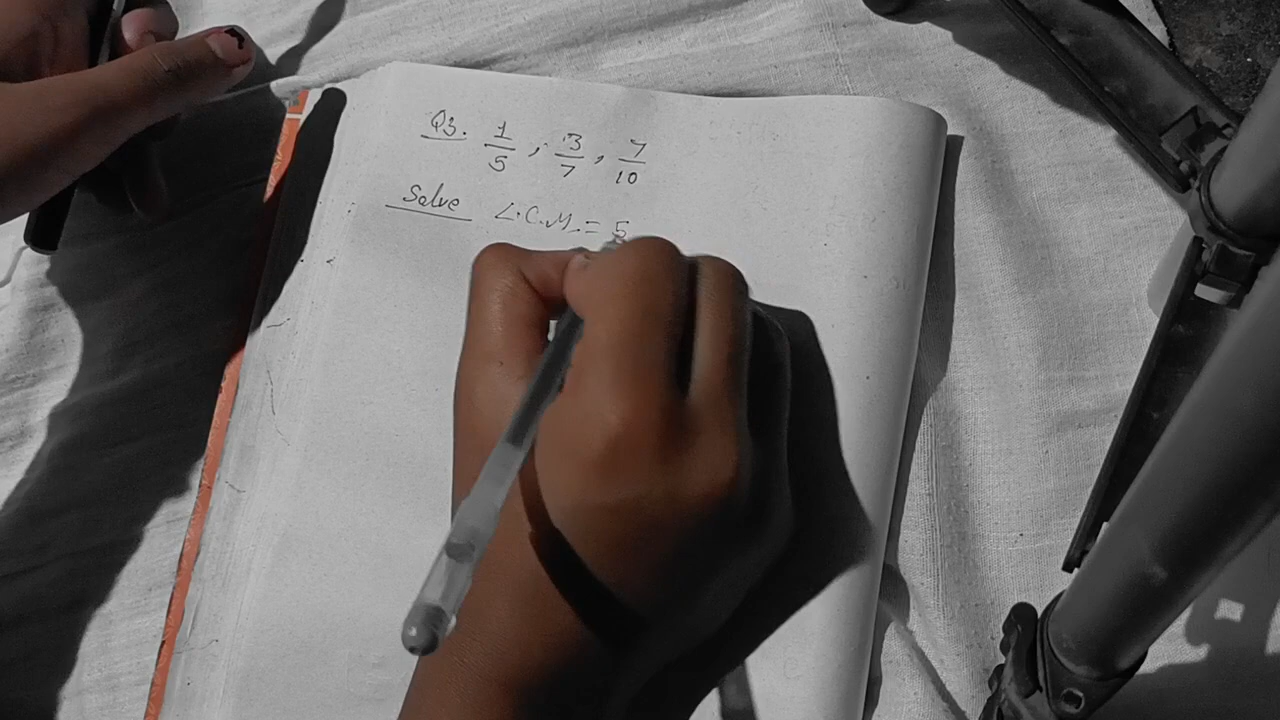 Q3. 1/5, 3/7, 7/10
Solve L.C.M. = 5